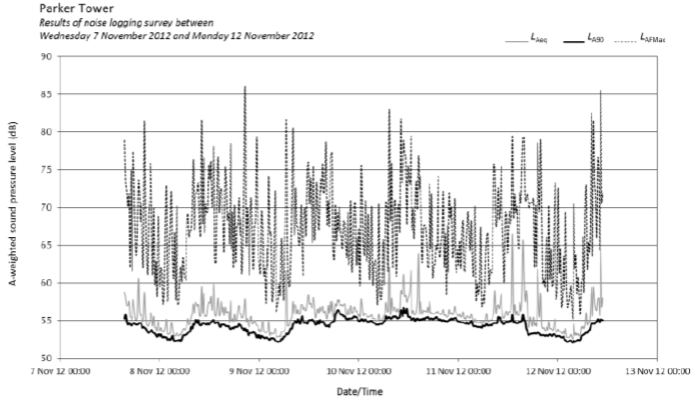 Parker Tower
Results of noise logging survey between
Wednesday 7 November 2012 and Monday 12 November 2012
LAeq LA90 LAFMax
90
85
80
75
70
65
60
55
50
A-weighted sound pressure level (dB)
7 Nov 12 00:00 8 Nov 12 00:00 9 Nov 12 00:00 10 Nov 12 00:00 11 Nov 12 00:00 12 Nov 12 00:00 13 Nov 12 00:00
Date/Time